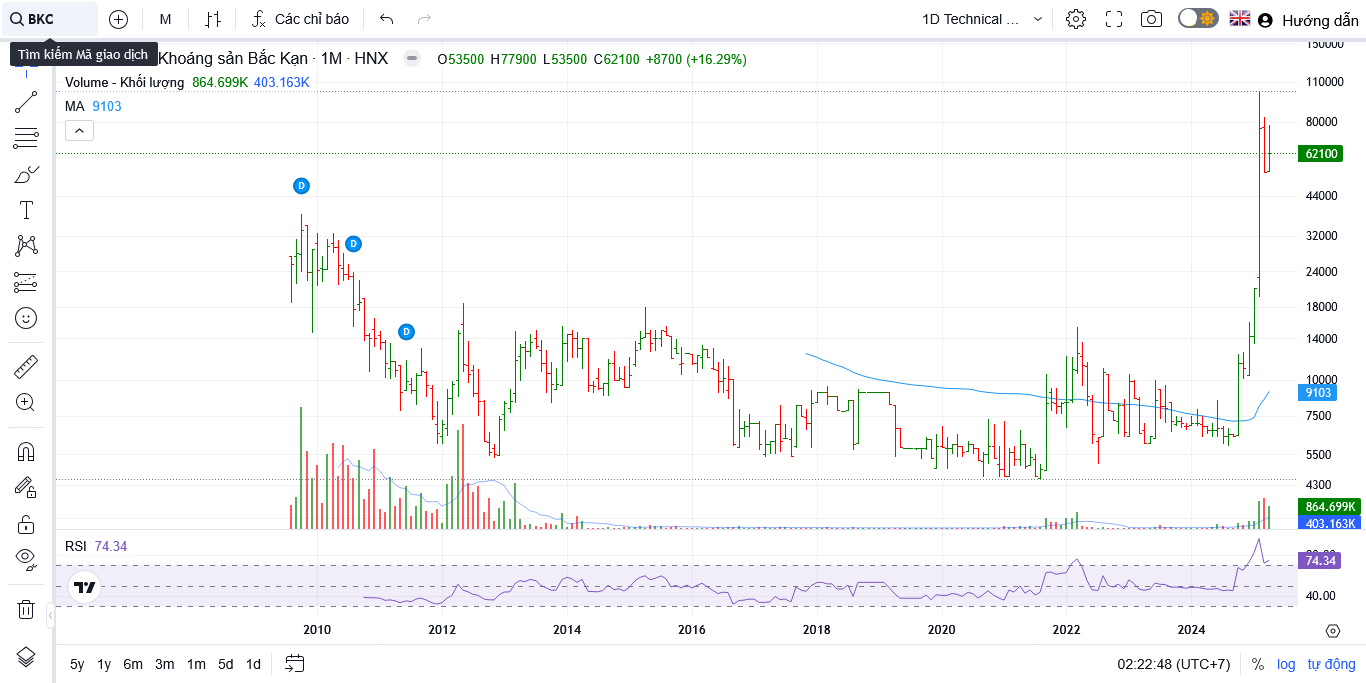 BKC
M
Các chỉ báo
1D Technical ...
Hướng dẫn
Tìm kiếm Mã giao dịch
Khoáng sản Bắc Kạn · 1M · HNX
O53500 H77900 L53500 C62100 +8700 (+16.29%)
Volume - Khối lượng 864.699K 403.163K
MA 9103
D
D
D
150000
110000
80000
62100
44000
32000
24000
18000
14000
10000
9103
7500
5500
4300
864.699K
403.163K
RSI 74.34
80.00
74.34
40.00
2010 2012 2014 2016 2018 2020 2022 2024
5y 1y 6m 3m 1m 5d 1d
02:22:48 (UTC+7) % log tự động